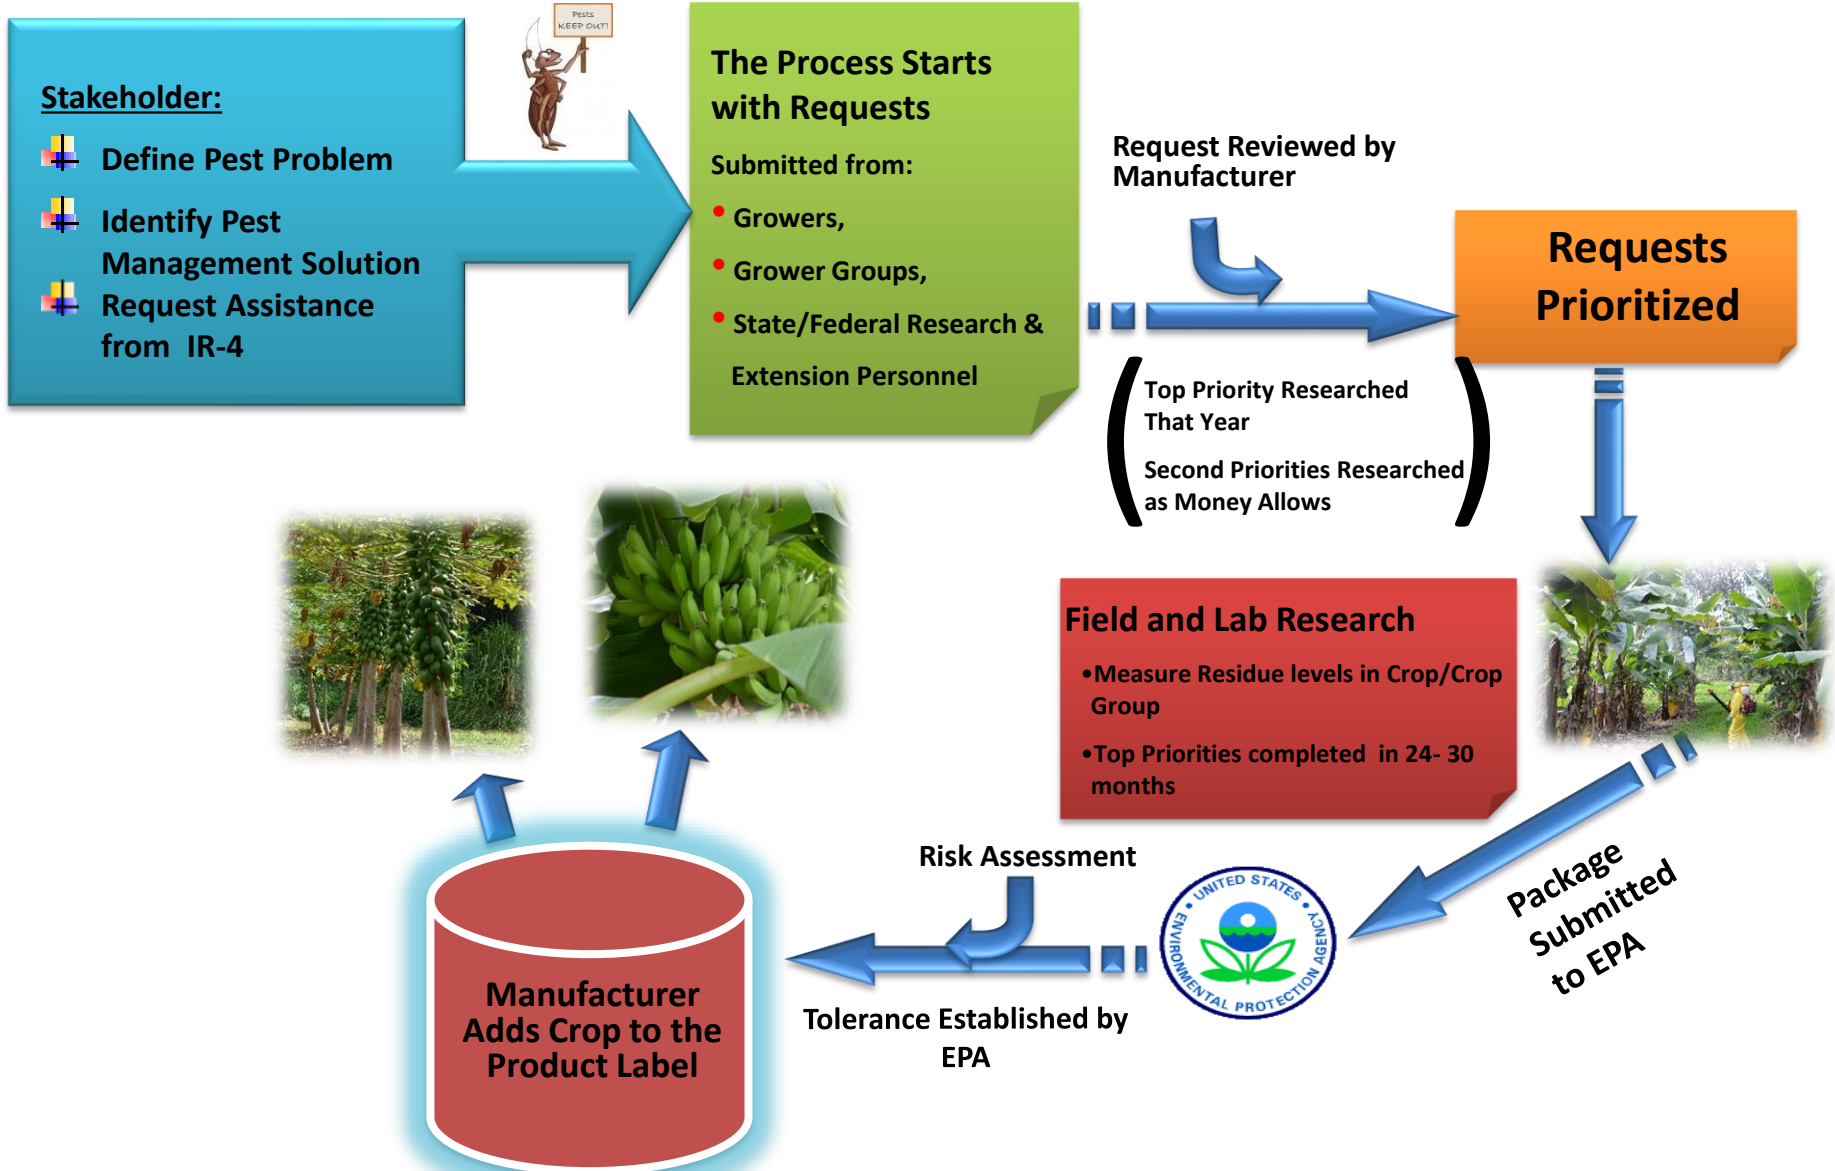 Stakeholder:
Define Pest Problem
Identify Pest
Management Solution
Request Assistance
from IR-4
Pests
KEEP OUT!
The Process Starts
with Requests
Submitted from:
• Growers,
• Grower Groups,
• State/Federal Research &
Extension Personnel
Request Reviewed by
Manufacturer
Requests
Prioritized
Top Priority Researched
That Year
Second Priorities Researched
as Money Allows
Field and Lab Research
•Measure Residue levels in Crop/Crop
Group
•Top Priorities completed in 24- 30
months
Package
Submitted
to EPA
UNITED STATES
ENVIRONMENTAL PROTECTION AGENCY
Risk Assessment
Tolerance Established by
EPA
Manufacturer
Adds Crop to the
Product Label